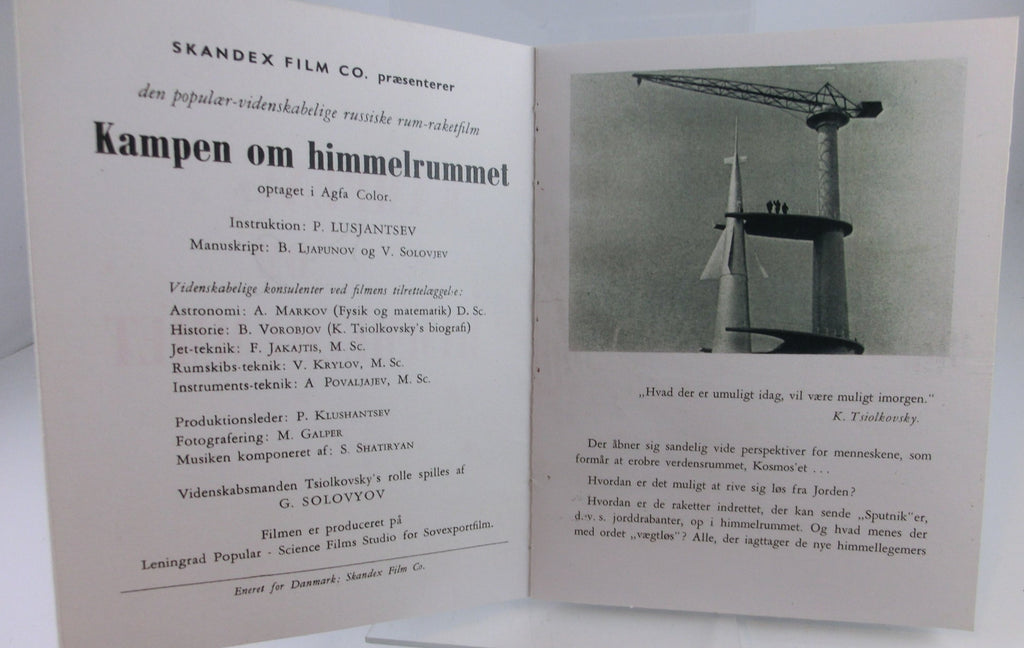 SKANDEX FILM CO. præsenterer
den populær-videnskabelige russiske rum-raketfilm
Kampen om himmelrummet
optaget i Agfa Color.
Instruktion: P. LUSJANTSEV
Manuskript: B. LJAPUNOV og V. SOLOVJEV
Videnskabelige konsulenter ved filmens tilrettelæggelse:
Astronomi: A. MARKOV (Fysik og matematik) D. Sc.
Historie: B. VOROBJOV (K. Tsiolkovsky's biografi)
Jet-teknik: F. JAKAJTIS, M. Sc.
Rumskibs-teknik: V. KRYLOV, M. Sc.
Instruments-teknik: A POVALJAJEV, M. Sc.
Produktionsleder: P. KLUSHANTSEV
Fotografering: M. GALPER
Musiken komponeret af: S. SHATIRYAN
Videnskabsmanden Tsiolkovsky's rolle spilles af
G. SOLOVYOV
Filmen er produceret på
Leningrad Popular - Science Films Studio for Sovexportfilm.
Eneret for Danmark: Skandex Film Co.
„Hvad der er umuligt idag, vil være muligt imorgen.“
K. Tsiolkovsky.
Der åbner sig sandelig vide perspektiver for menneskene, som
formår at erobre verdensrummet, Kosmos'et . . .
Hvordan er det muligt at rive sig løs fra Jorden?
Hvordan er de raketter indrettet, der kan sende „Sputnik“er,
d.v.s. jorddrabanter, op i himmelrummet. Og hvad menes der
med ordet „vægtløs“? Alle, der iagttager de nye himmellegemers